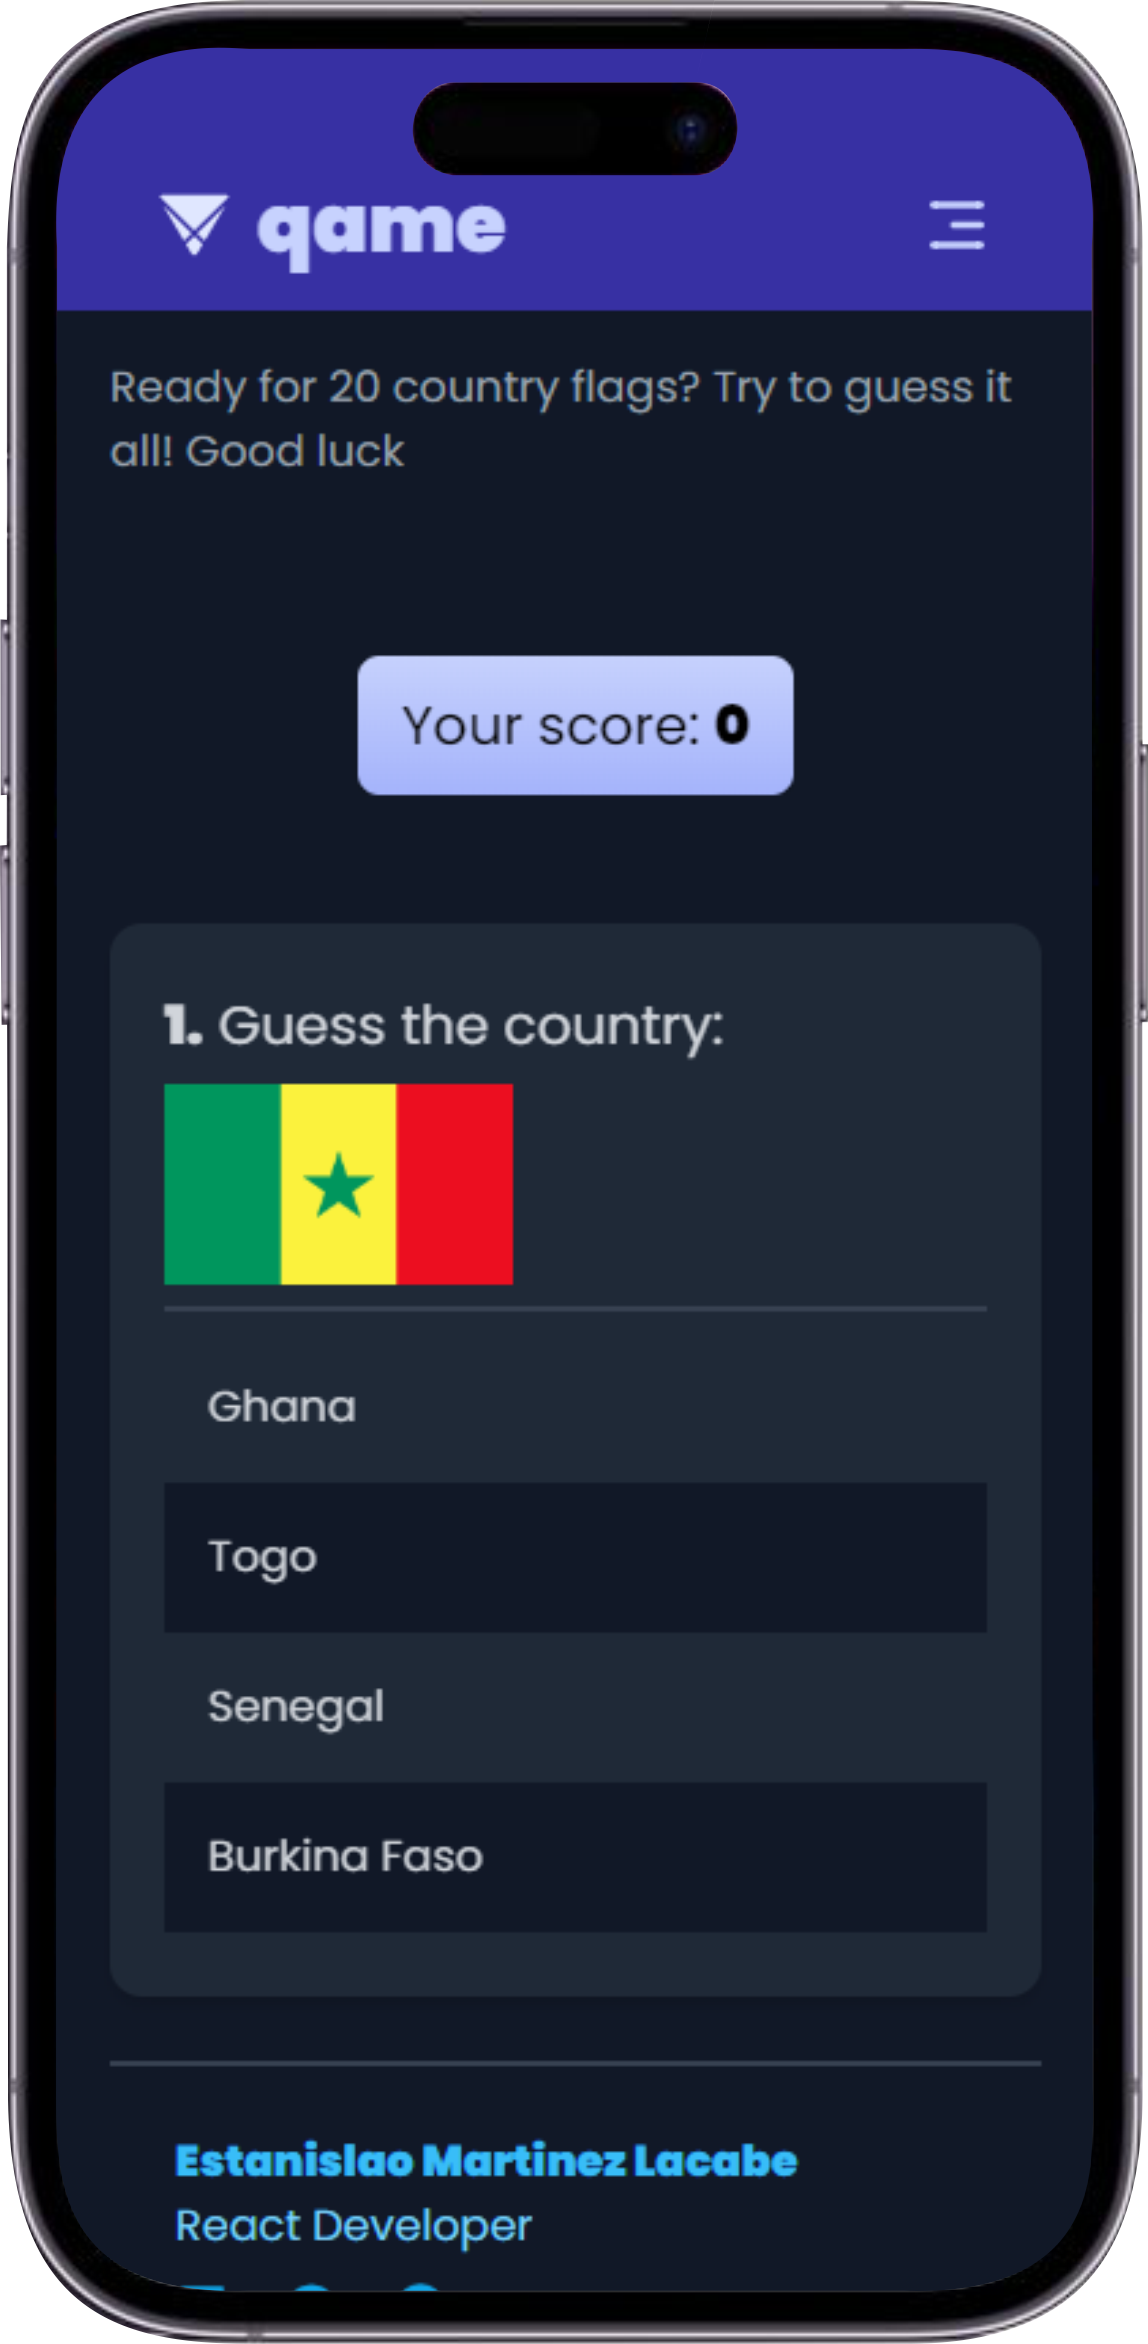 qame
Ready for 20 country flags? Try to guess it
all! Good luck
Your score: 0
1. Guess the country:
Ghana
Togo
Senegal
Burkina Faso
Estanislao Martinez Lacabe
React Developer